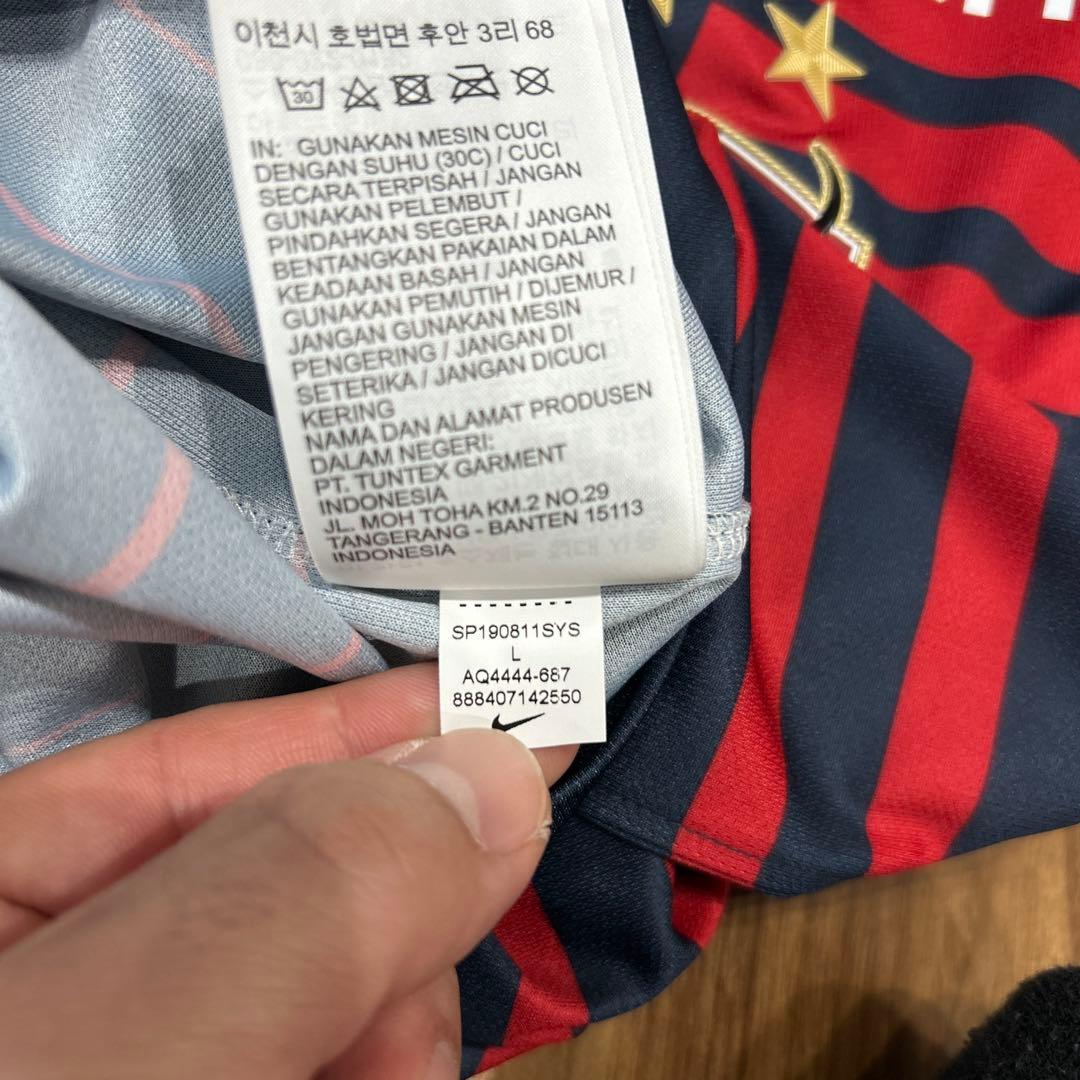 이천시 호법면 후안 3리 68
30
IN: GUNAKAN MESIN CUCI
DENGAN SUHU (30C) / CUCI
SECARA TERPISAH / JANGAN
GUNAKAN PELEMBUT /
PINDAHKAN SEGERA / JANGAN
BENTANGKAN PAKAIAN DALAM
KEADAAN BASAH / JANGAN
GUNAKAN PEMUTIH / DIJEMUR /
JANGAN GUNAKAN MESIN
PENGERING / JANGAN DI
SETERIKA / JANGAN DICUCI
KERING
NAMA DAN ALAMAT PRODUSEN
DALAM NEGERI:
PT. TUNTEX GARMENT
INDONESIA
JL. MOH TOHA KM.2 NO.29
TANGERANG - BANTEN 15113
INDONESIA
SP190811SYS
L
AQ4444-687
888407142550